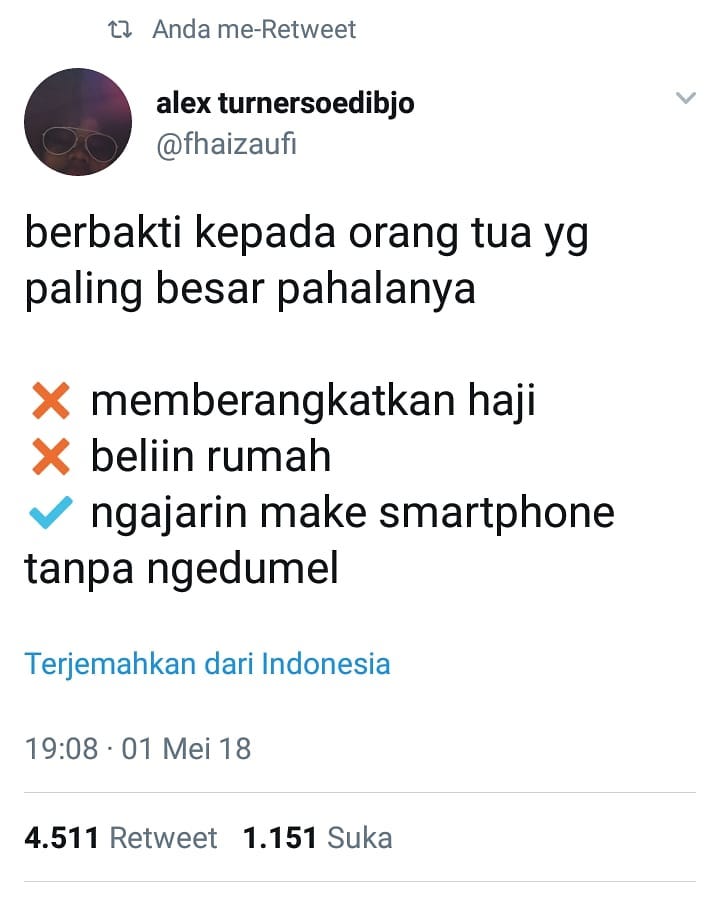 Anda me-Retweet
alex turnersoedibjo
@fhaizaufi
berbakti kepada orang tua yg
paling besar pahalanya
❌ memberangkatkan haji
❌ beliin rumah
✔ ngajarin make smartphone
tanpa ngedumel
Terjemahkan dari Indonesia
19:08 · 01 Mei 18
4.511 Retweet 1.151 Suka